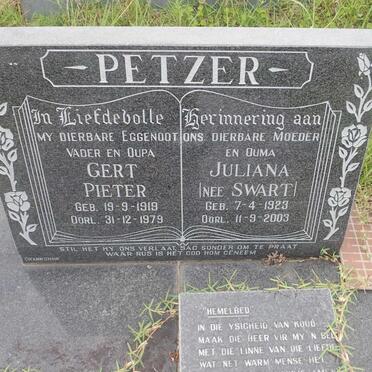 PETZER
In Liefdevolle
MY DIERBARE EGGENOOT
VADER EN OUPA
GERT
PIETER
GEB. 19-9-1919
OORL. 31-12-1979
Herinnering aan
ONS DIERBARE MOEDER
EN OUMA
JULIANA
(NEE SWART)
GEB. 7-4-1923
OORL. 11-9-2003
STIL HET HY ONS VERLAAT, SAG SONDER OM TE PRAAT
WAAR RUS IS HET GOD HOM GENEEM
"HEMELBED"
IN DIE YSIGHEID VAN KOUD
MAAK DIE HEER VIR MY 'N BED
MET DIE LINNE VAN DIE LIEFDE
WAT NET WARM MENSE HET